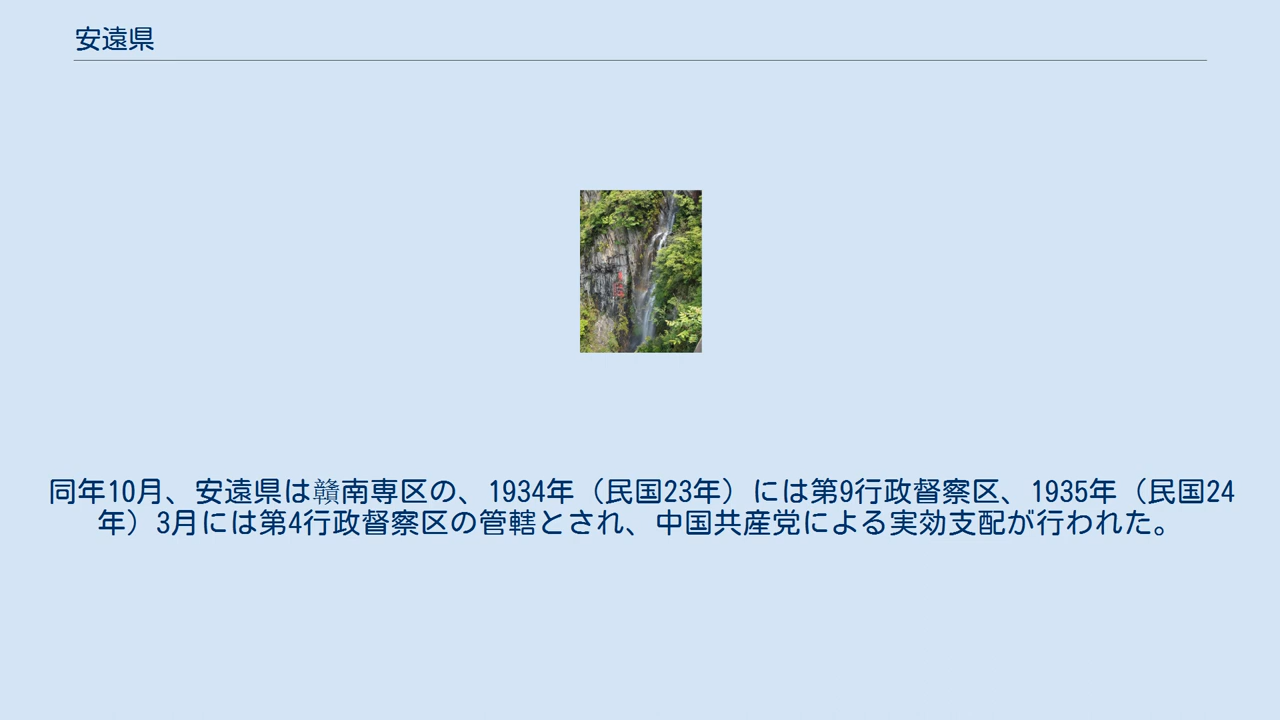 安遠県
同年10月、安遠県は贛南専区の、1934年（民国23年）には第9行政督察区、1935年（民国24
年）3月には第4行政督察区の管轄とされ、中国共産党による実効支配が行われた。